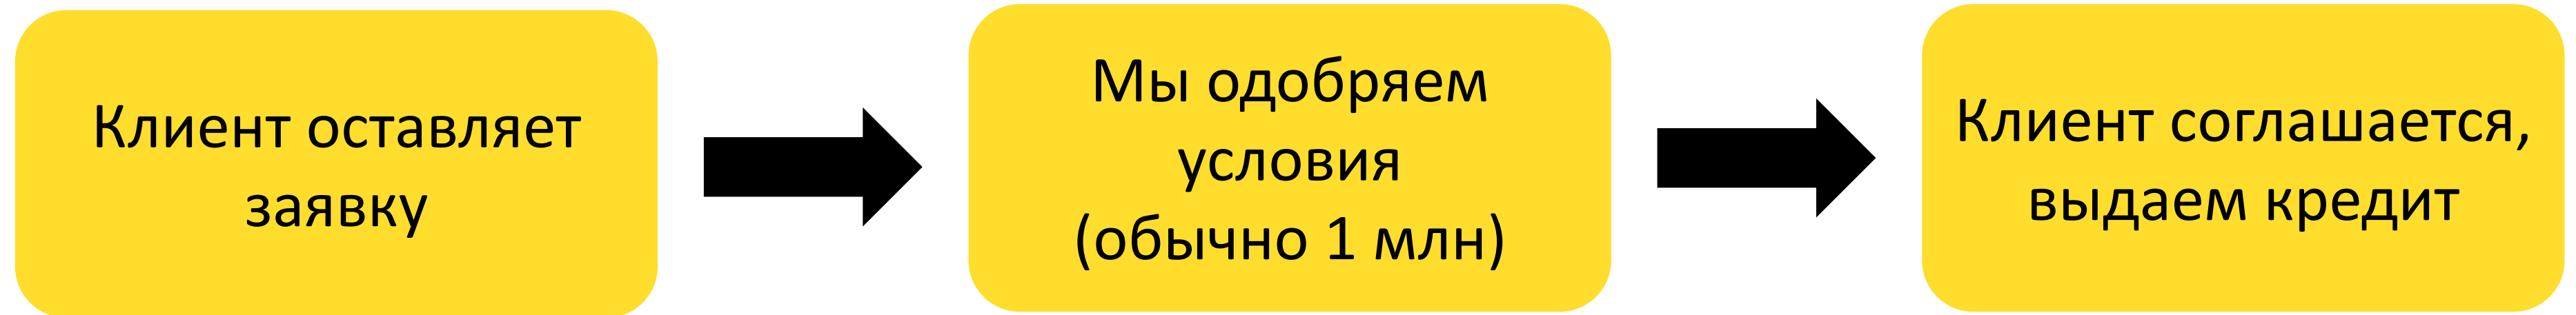 Клиент оставляет
заявку
Мы одобряем
условия
(обычно 1 млн)
Клиент соглашается,
выдаем кредит